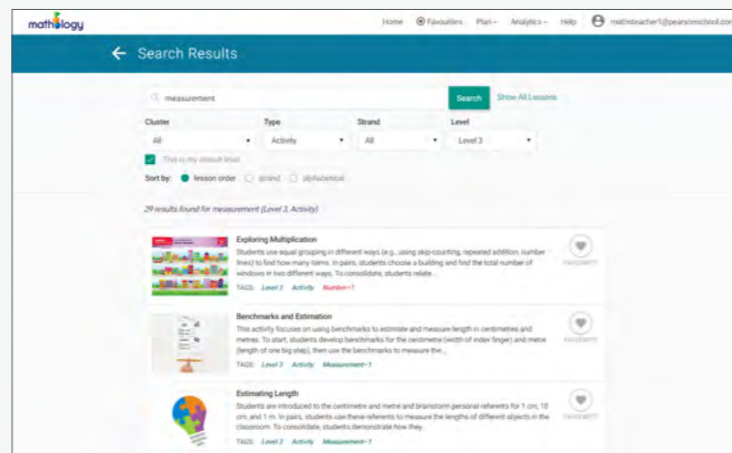 mathology
Home Favourites Plan Analytics Help mathsteacher1@pearsonschool.com
Search Results
measurement Search Show All Lessons
Cluster Type Strand Level
All Activity All Level 3
This is my default level
Sort by: lesson order strand alphabetical
29 results found for measurement (Level 3, Activity)
Exploring Multiplication
Students use equal grouping in different ways (e.g., using skip-counting, repeated addition, number
lines) to find how many items. In pairs, students choose a building and find the total number of
windows in two different ways. To consolidate, students relate...
TAGS: Level 3 Activity Number-1
FAVOURITE
Benchmarks and Estimation
This activity focuses on using benchmarks to estimate and measure length in centimetres and
metres. To start, students develop benchmarks for the centimetre (width of index finger) and metre
(length of one big step), then use the benchmarks to measure the...
TAGS: Level 3 Activity Measurement-1
FAVOURITE
Estimating Length
Students are introduced to the centimetre and metre and brainstorm personal referents for 1 cm, 10
cm, and 1 m. In pairs, students use these referents to measure the lengths of different objects in the
classroom. To consolidate, students demonstrate how they...
TAGS: Level 3 Activity Measurement-1
FAVOURITE